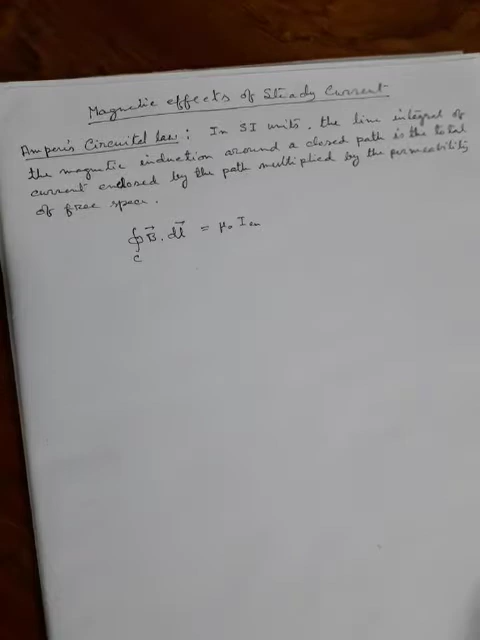 Magnetic effects of Steady Current
Ampere's Circuital law : In SI units, the line integral of
the magnetic induction around a closed path is the total
current enclosed by the path multiplied by the permeability
of free space.
∮ B⃗ . dl⃗ = μ₀ I en
C